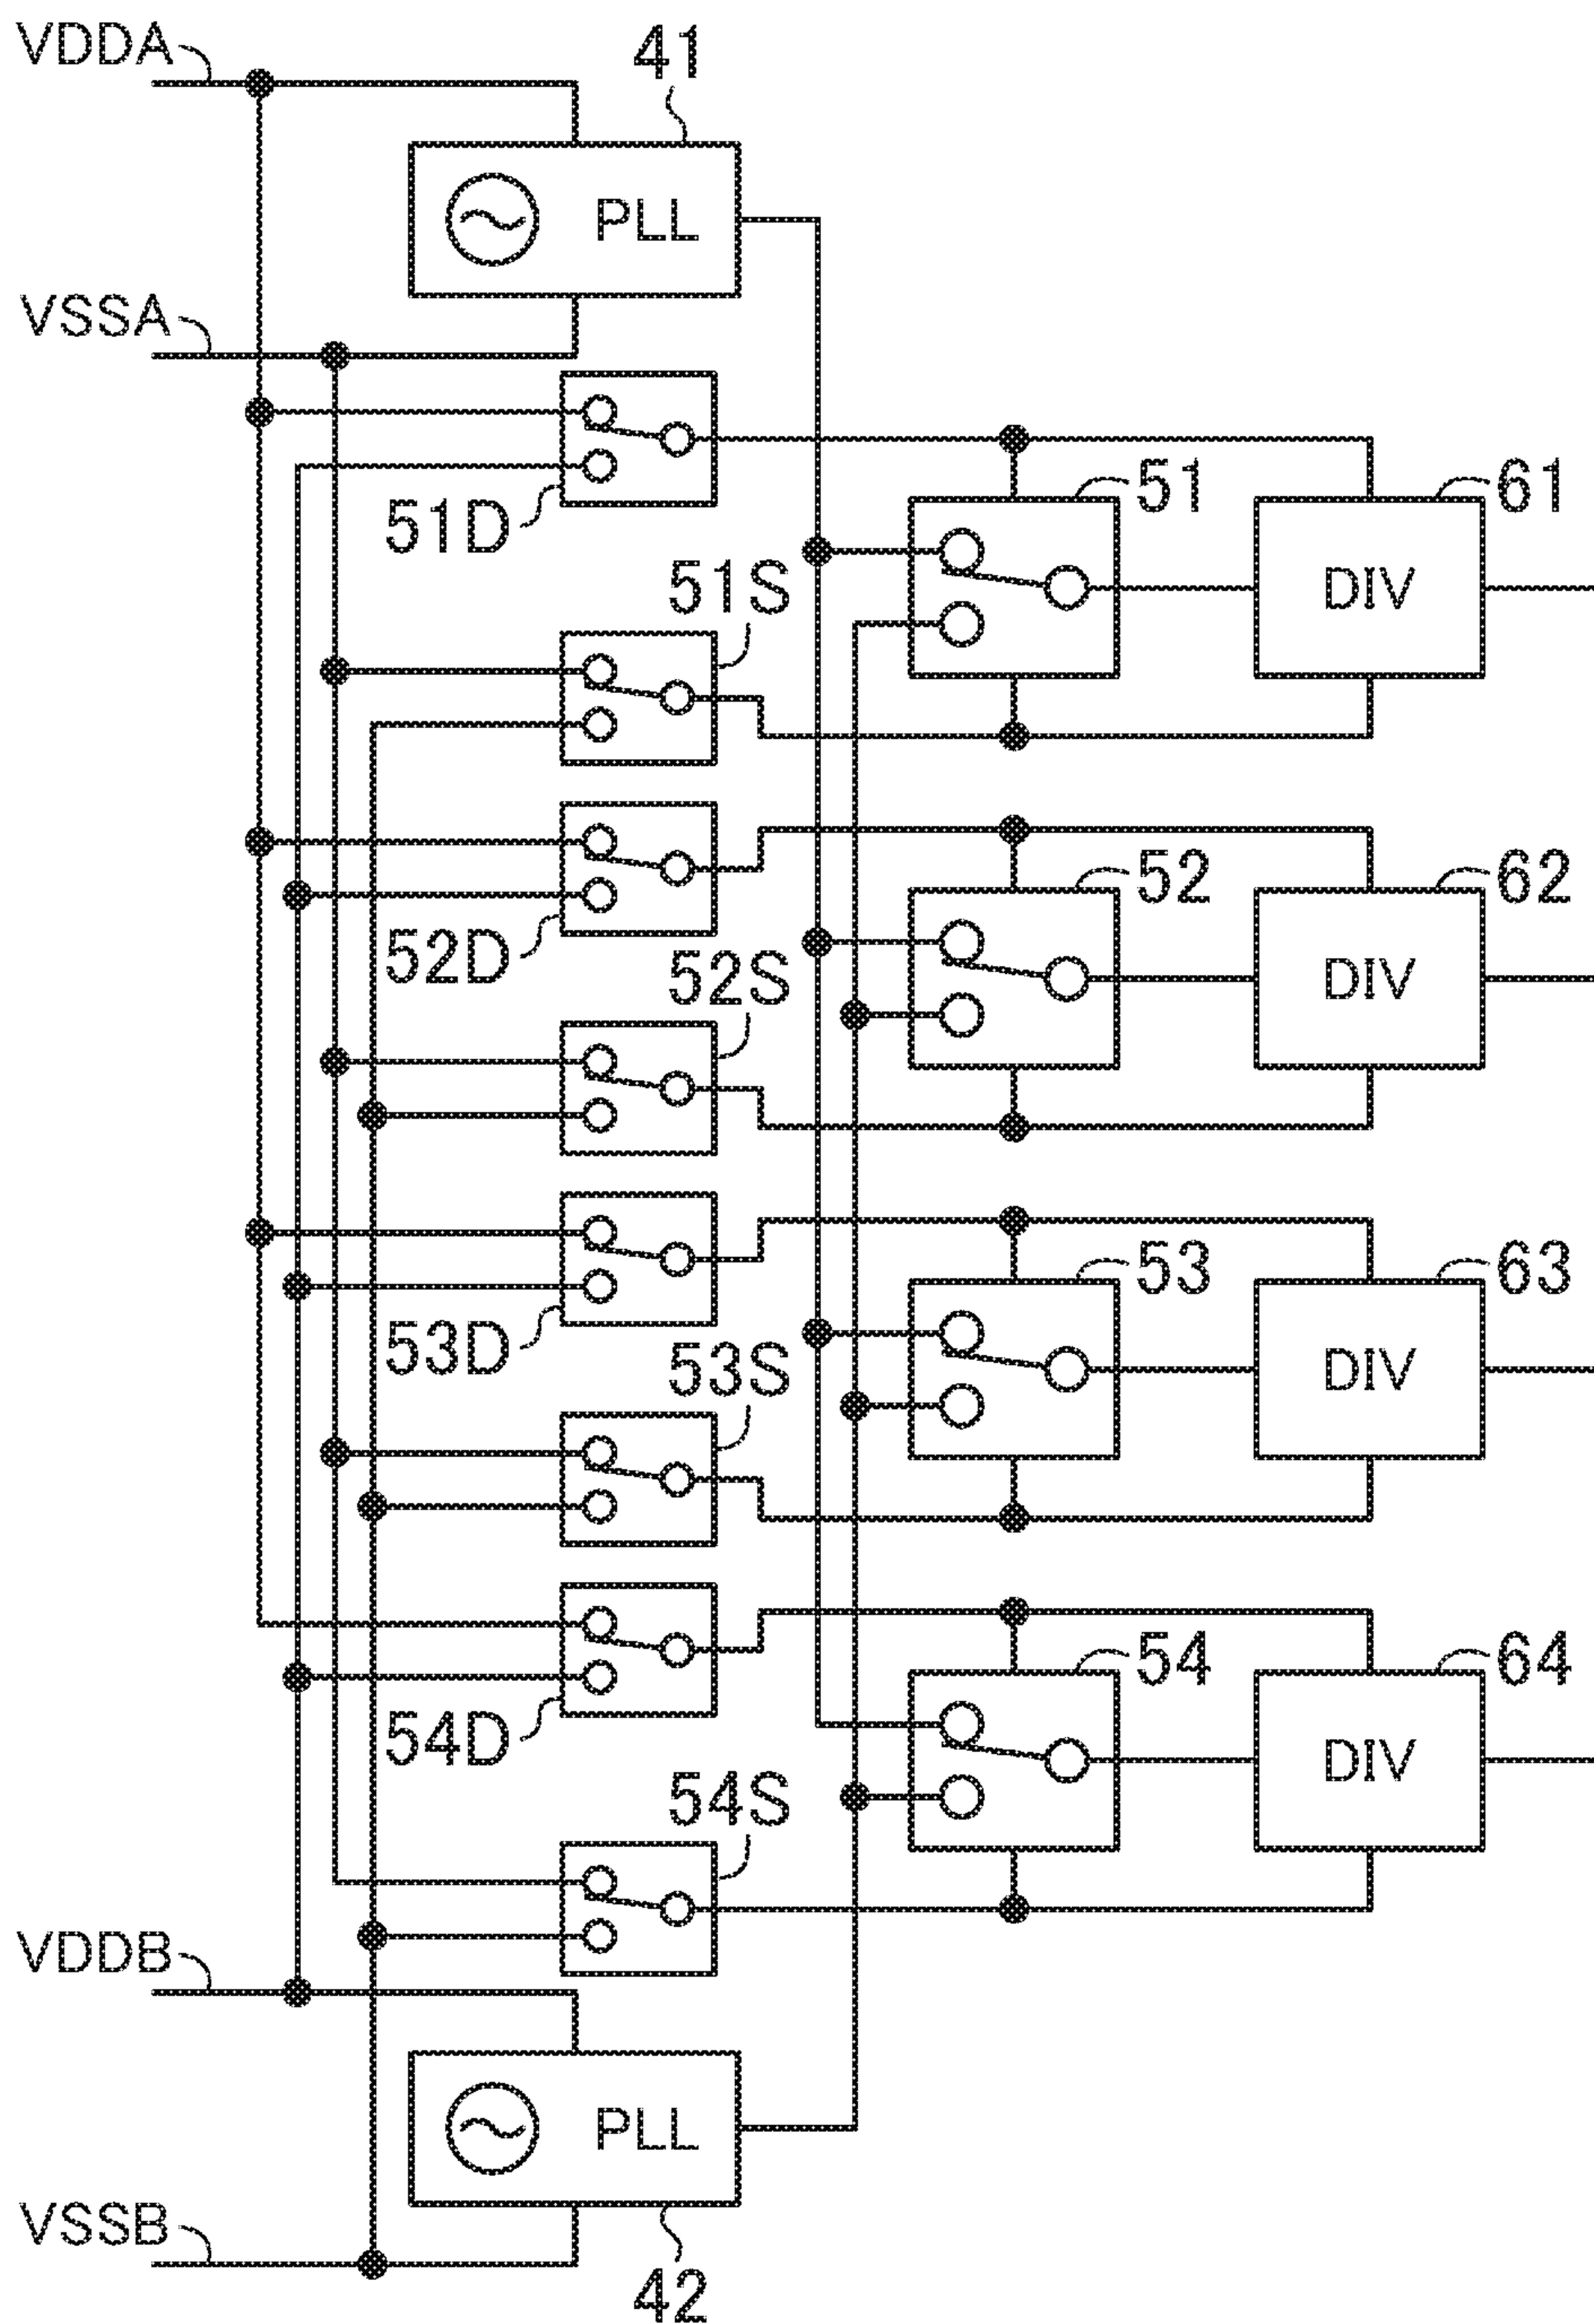 VDDA
41
PLL
VSSA
51D
51
61
DIV
51S
52D
52
62
DIV
52S
53D
53
63
DIV
53S
54D
54
64
DIV
54S
VDDB
PLL
VSSB
42